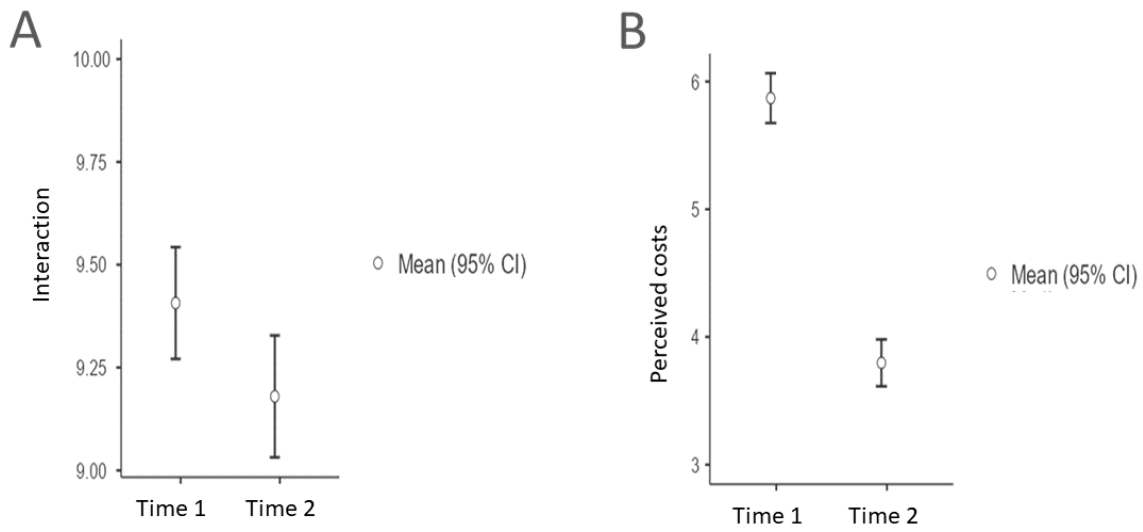 A
10.00
9.75
9.50
9.25
9.00
Interaction
Time 1 Time 2
Mean (95% CI)
B
6
5
4
3
Perceived costs
Time 1 Time 2
Mean (95% CI)